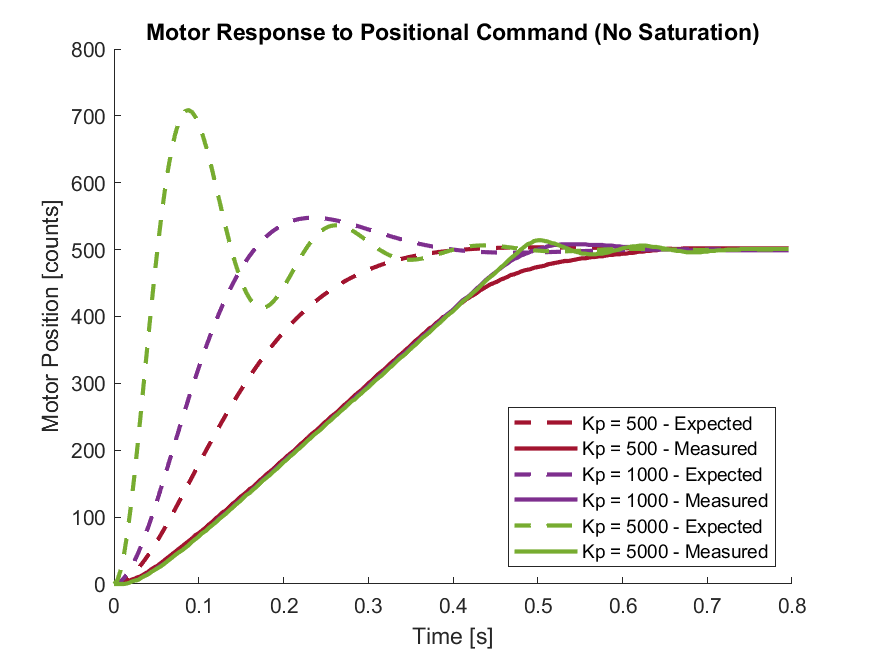 Motor Response to Positional Command (No Saturation)
800
700
600
500
400
300
200
100
0
Motor Position [counts]
0 0.1 0.2 0.3 0.4 0.5 0.6 0.7 0.8
Time [s]
Kp = 500 - Expected
Kp = 500 - Measured
Kp = 1000 - Expected
Kp = 1000 - Measured
Kp = 5000 - Expected
Kp = 5000 - Measured